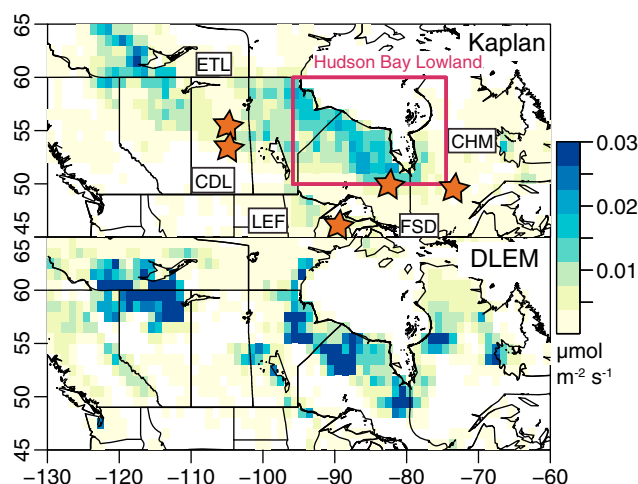 65
Kaplan
ETL
Hudson Bay Lowland
60
55
CHM
CDL
50
LEF
FSD
45
65
DLEM
60
55
50
45
−130
−120
−110
−100
−90
−80
−70
−60
0.03
0.02
0.01
μmol
m⁻² s⁻¹